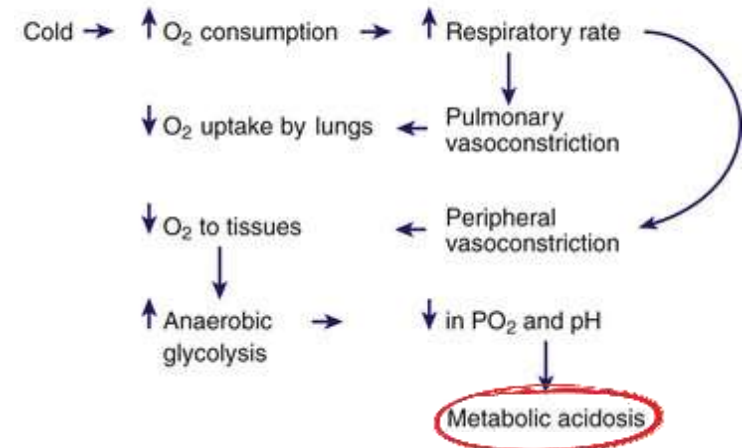 Cold → ↑ O₂ consumption → ↑ Respiratory rate
↓ O₂ uptake by lungs ← Pulmonary
vasoconstriction
↓ O₂ to tissues ← Peripheral
vasoconstriction
↑ Anaerobic → ↓ in PO₂ and pH
glycolysis
Metabolic acidosis